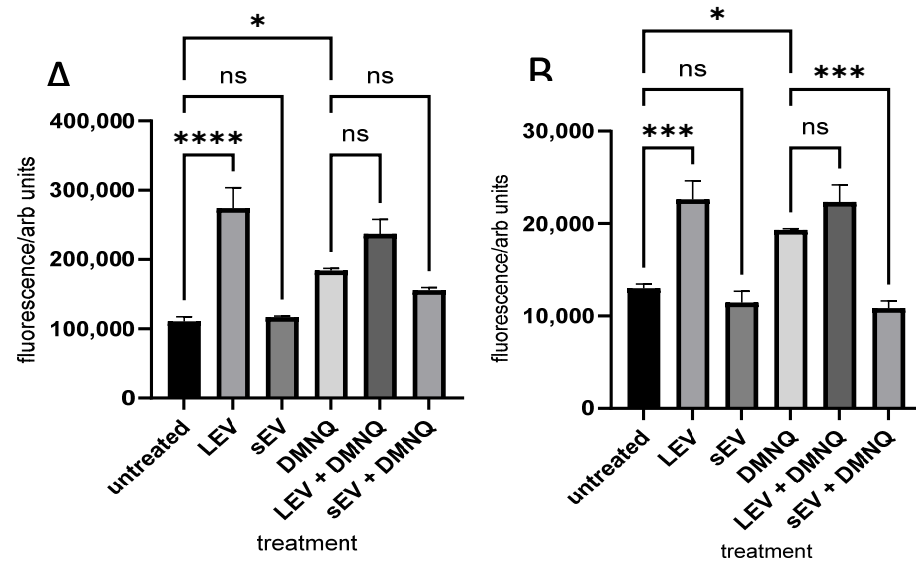 A
*
ns
ns
****
ns
400,000
300,000
200,000
100,000
0
fluorescence/arb units
untreated
LEV
sEV
DMNQ
LEV + DMNQ
sEV + DMNQ
treatment
B
*
ns
***
***
ns
30,000
20,000
10,000
0
fluorescence/arb units
untreated
LEV
sEV
DMNQ
LEV + DMNQ
sEV + DMNQ
treatment